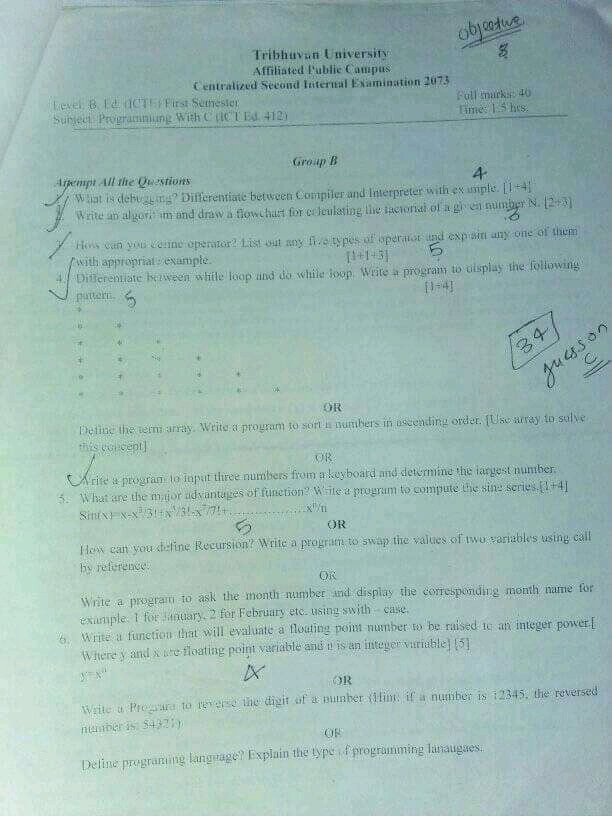 objective
3
Tribhuvan University
Affiliated Public Campus
Centralized Second Internal Examination 2073
Level: B. Ed. (ICTE) First Semester
Full marks: 40
Subject: Programmung With C (ICT Ed. 412)
Time: 1.5 hrs.
Group B
Attempt All the Questions
4
What is debugging? Differentiate between Compiler and Interpreter with example. [1+4]
Write an algorithm and draw a flowchart for calculating the factorial of a given number N. [2+3]
How can you define operator? List out any five types of operator and explain any one of them
with appropriate example. [1+1+3]
5
4. Differentiate between while loop and do while loop. Write a program to display the following
pattern. [1+4]
5
*
* *
* * *
* * * *
* * * * *
* * * * * *
34
OR
Define the term array. Write a program to sort n numbers in ascending order. [Use array to solve
this concept]
OR
Write a program to input three numbers from a keyboard and determine the largest number.
5. What are the major advantages of function? Write a program to compute the sine series.[1+4]
Sin(x)=x-x³/3!+x⁵/3!-x⁷/7!+..................xⁿ/n
5
OR
How can you define Recursion? Write a program to swap the values of two variables using call
by reference.
OR
Write a program to ask the month number and display the corresponding month name for
example. 1 for January, 2 for February etc. using swith – case.
6. Write a function that will evaluate a floating point number to be raised to an integer power.[
Where y and x are floating point variable and n is an integer variable] [5]
y=xⁿ
4
OR
Write a Program to reverse the digit of a number (Hint: if a number is 12345, the reversed
number is: 54321)
OR
Define programing language? Explain the type of programming lanaugaes.